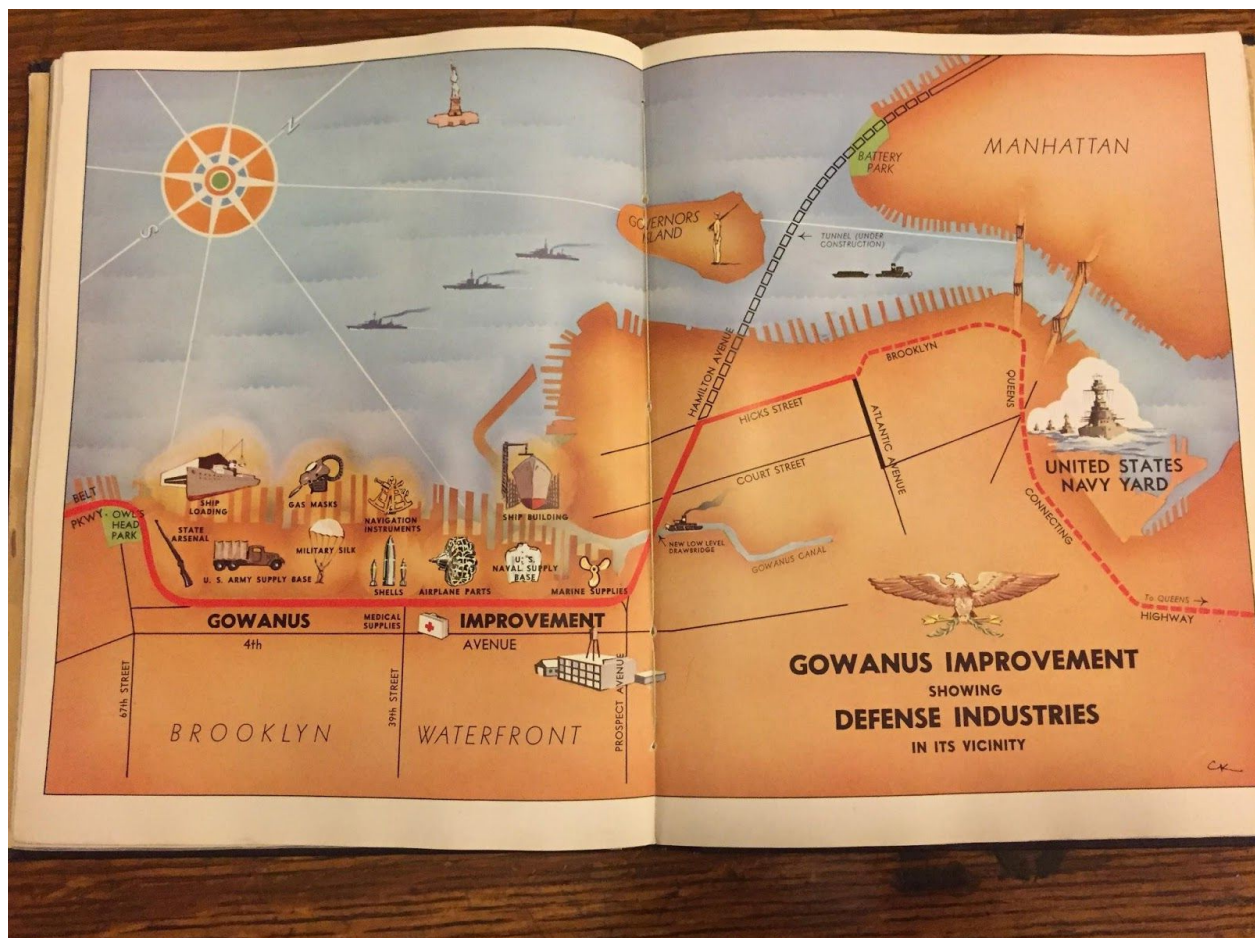 N
S
MANHATTAN
BATTERY
PARK
GOVERNORS
ISLAND
TUNNEL (UNDER
CONSTRUCTION)
HAMILTON AVENUE
BROOKLYN
QUEENS
HICKS STREET
ATLANTIC AVENUE
COURT STREET
UNITED STATES
NAVY YARD
CONNECTING
BELT
PKWY.
OWL'S
HEAD
PARK
SHIP
LOADING
GAS MASKS
NAVIGATION
INSTRUMENTS
SHIP BUILDING
STATE
ARSENAL
MILITARY SILK
U. S. ARMY SUPPLY BASE
SHELLS
AIRPLANE PARTS
U. S.
NAVAL SUPPLY
BASE
MARINE SUPPLIES
NEW LOW LEVEL
DRAWBRIDGE
GOWANUS CANAL
To QUEENS
HIGHWAY
GOWANUS
MEDICAL
SUPPLIES
IMPROVEMENT
4th
AVENUE
67th STREET
39th STREET
PROSPECT AVENUE
BROOKLYN
WATERFRONT
GOWANUS IMPROVEMENT
SHOWING
DEFENSE INDUSTRIES
IN ITS VICINITY
CK